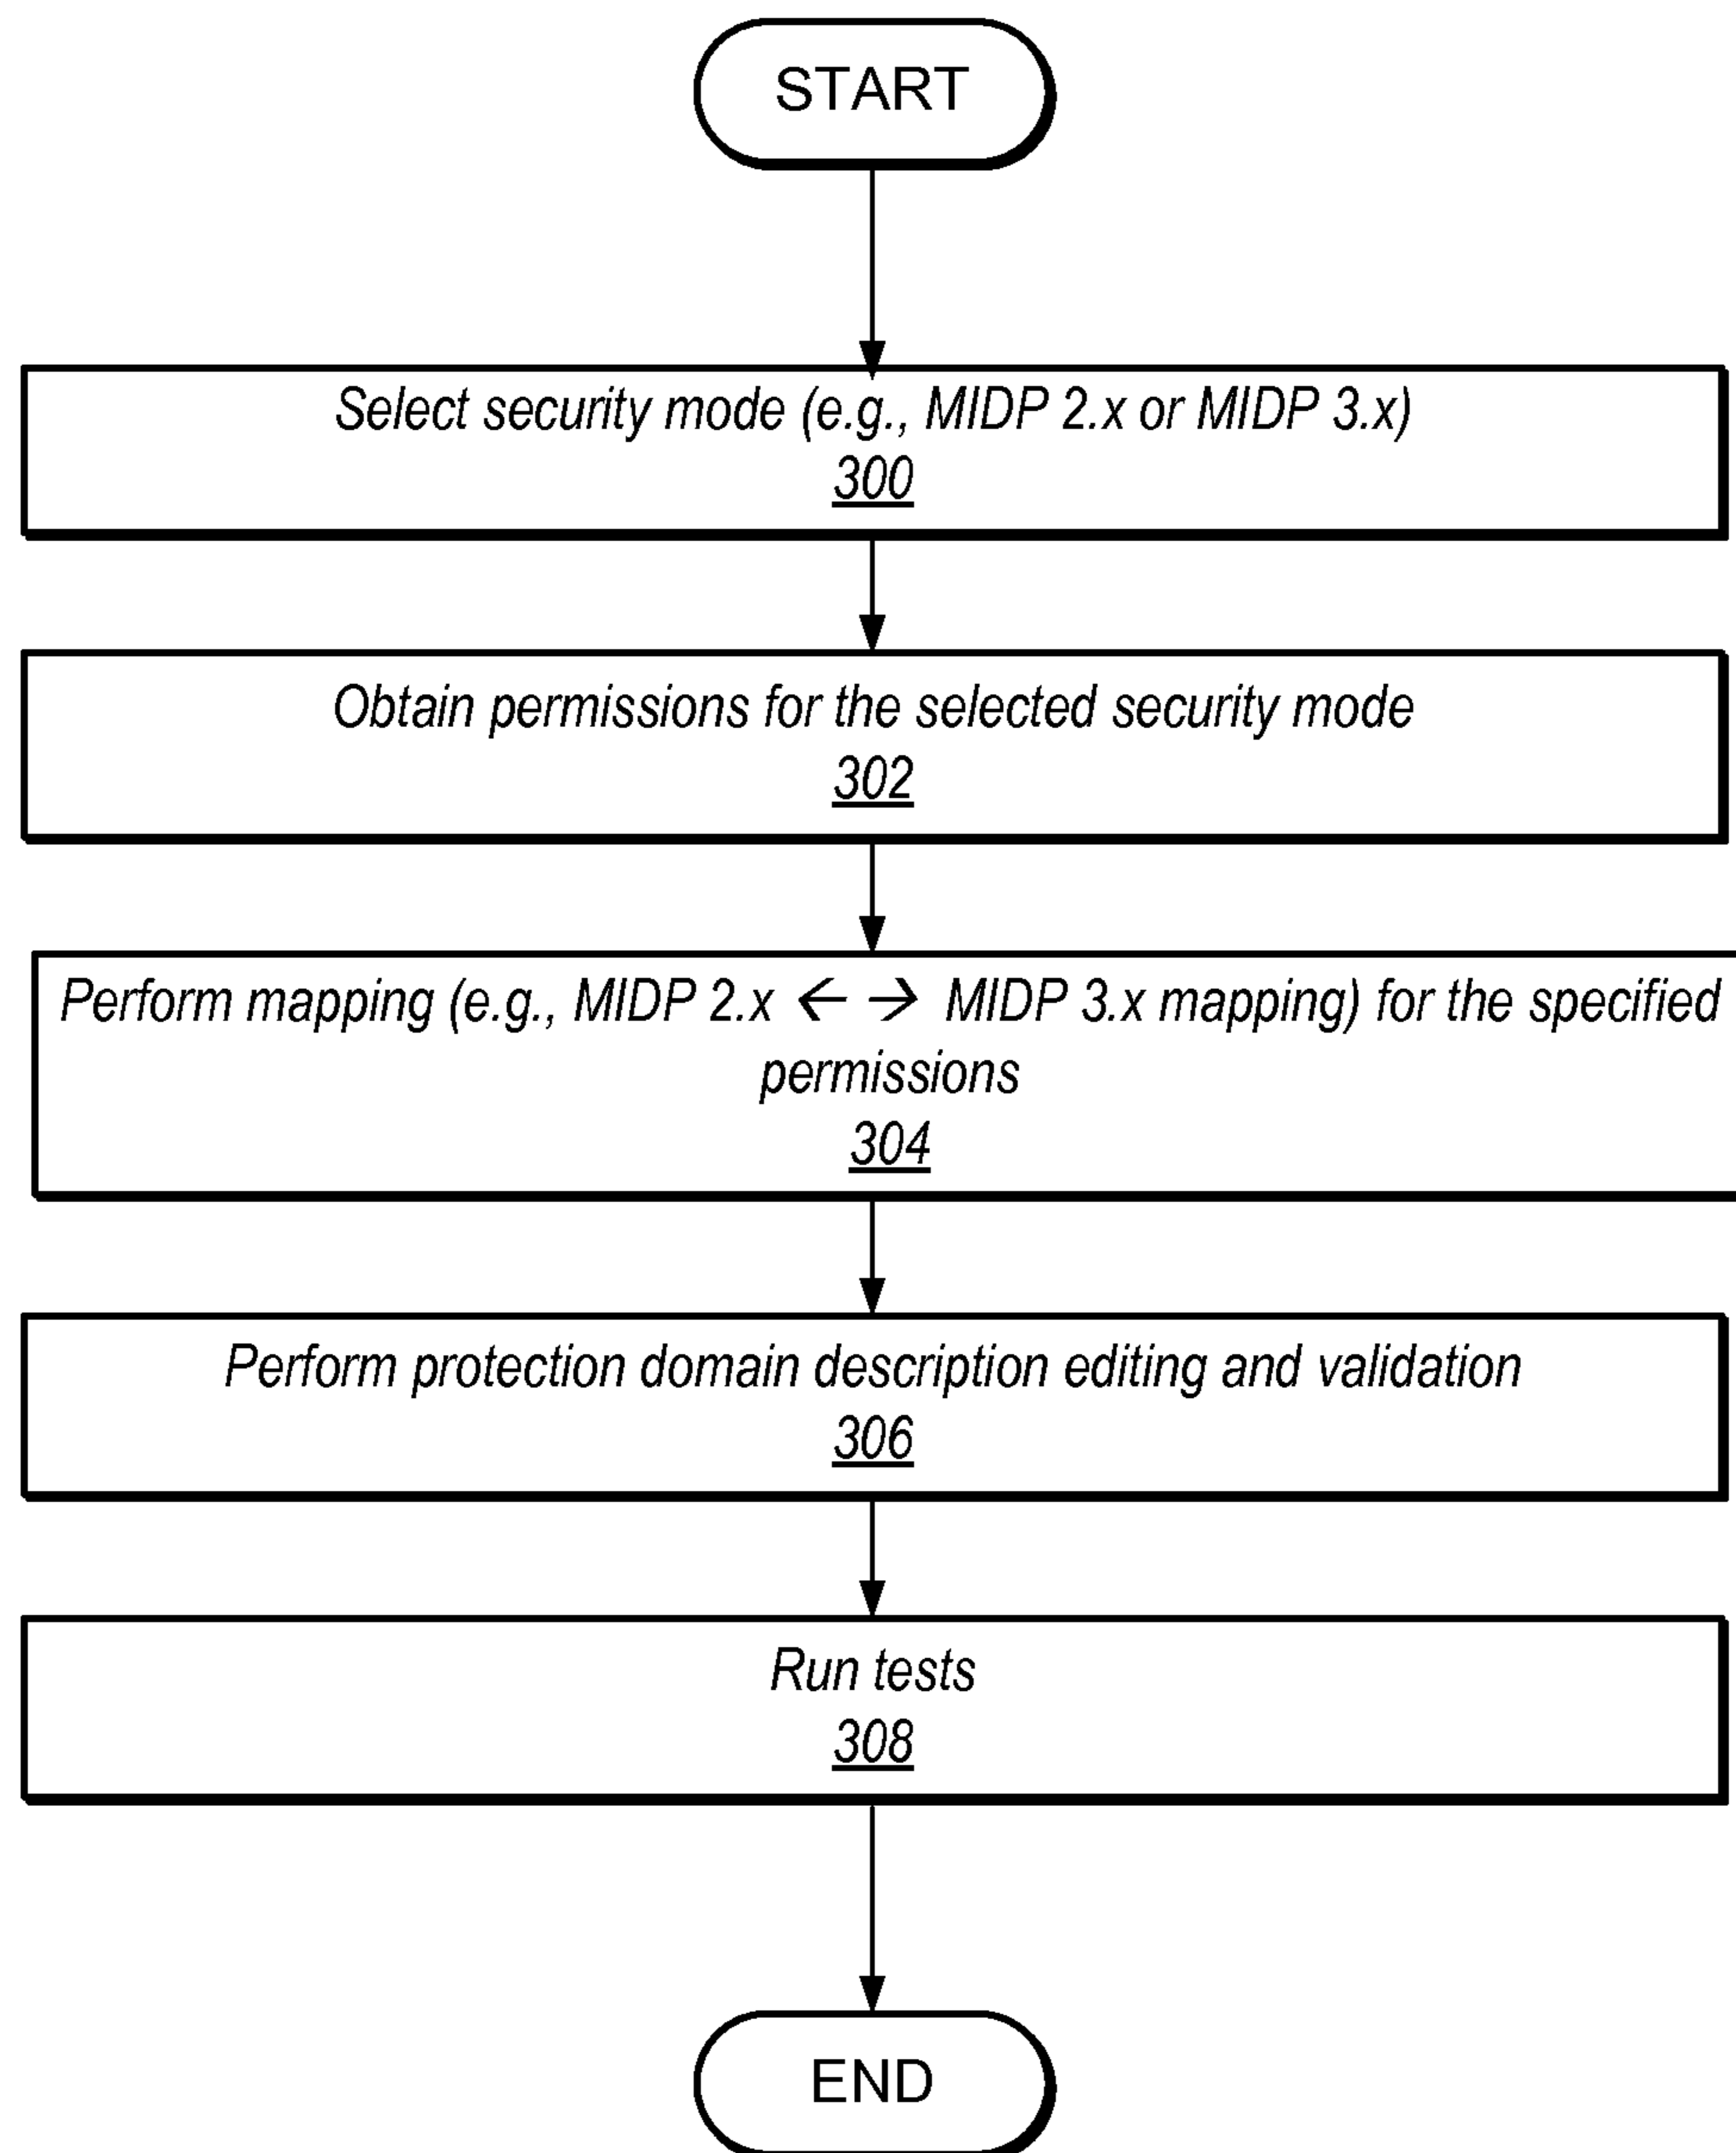 START
Select security mode (e.g., MIDP 2.x or MIDP 3.x)
300
Obtain permissions for the selected security mode
302
Perform mapping (e.g., MIDP 2.x ← → MIDP 3.x mapping) for the specified
permissions
304
Perform protection domain description editing and validation
306
Run tests
308
END